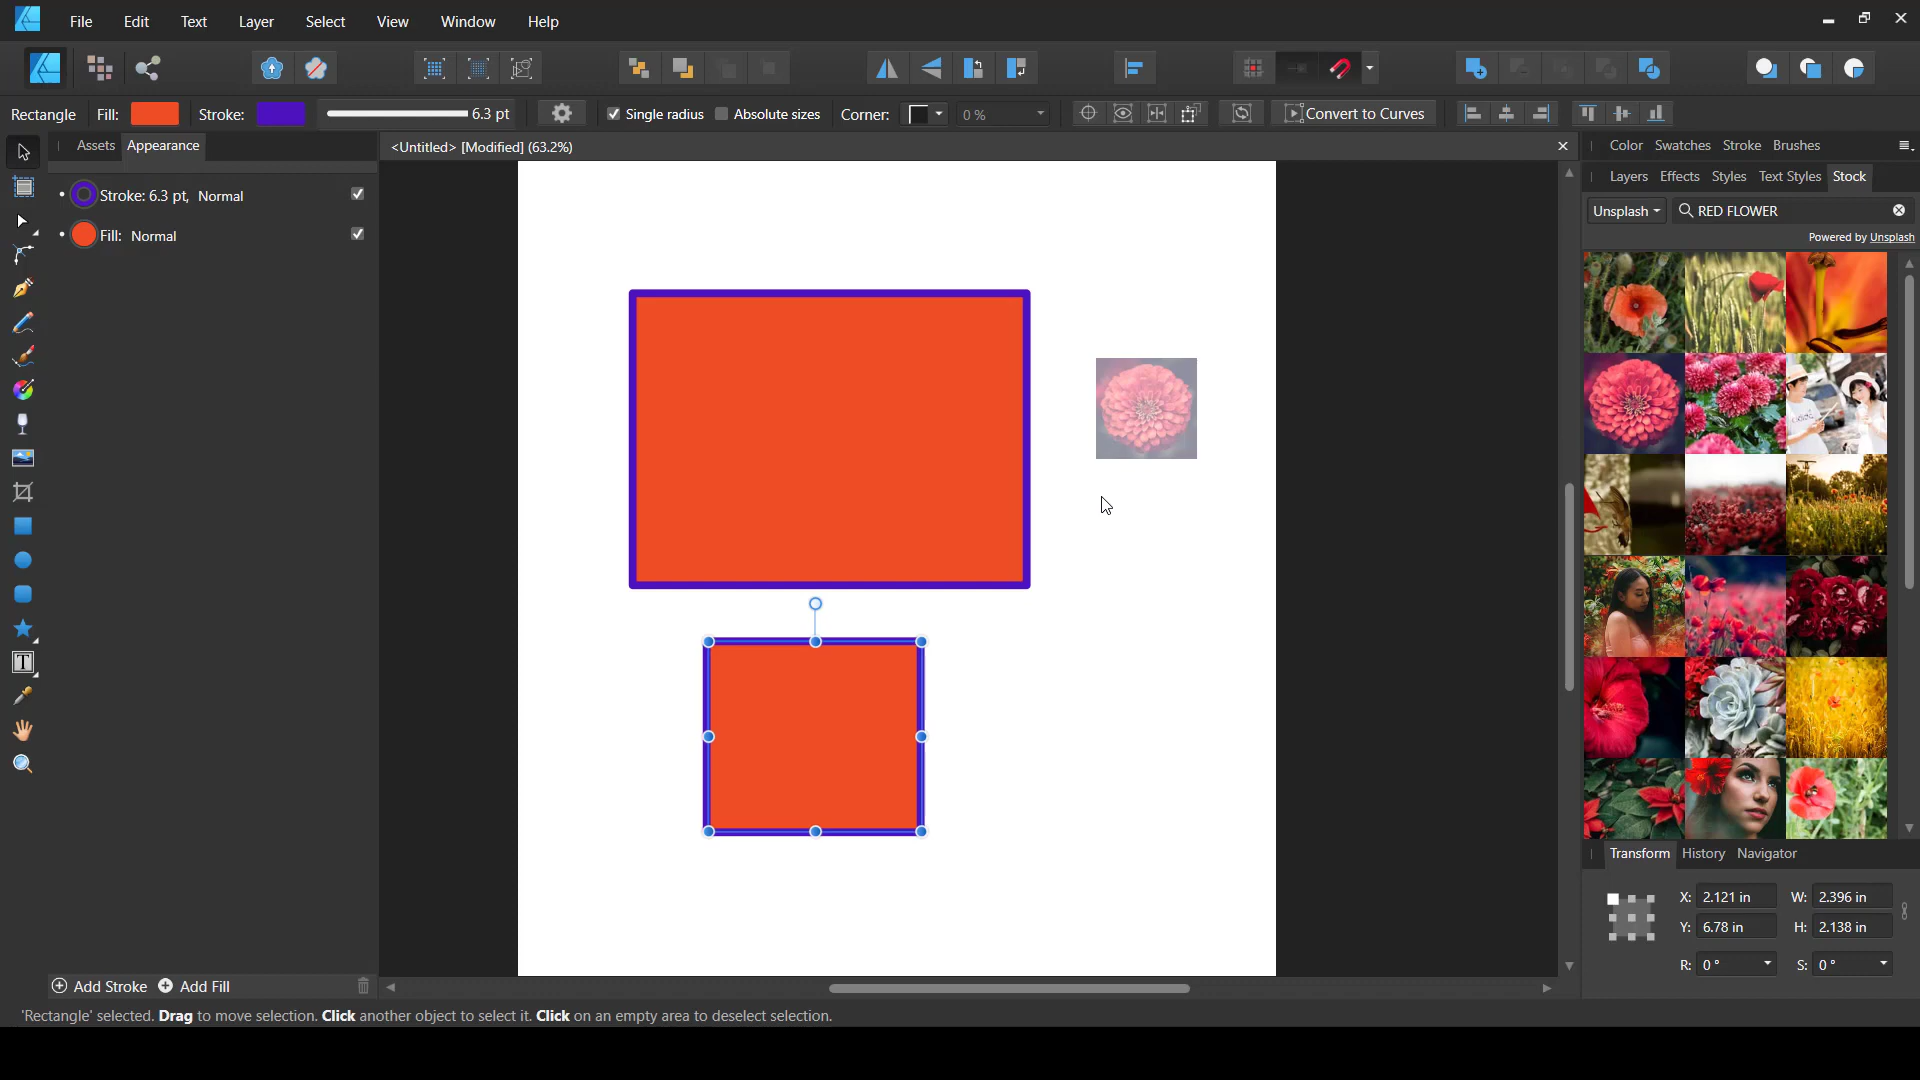 File Edit Text Layer Select View Window Help
Rectangle Fill: Stroke: 6.3 pt Single radius Absolute sizes Corner: 0 % Convert to Curves
Assets Appearance
<Untitled> [Modified] (63.2%)
Color Swatches Stroke Brushes
Layers Effects Styles Text Styles Stock
Stroke: 6.3 pt, Normal
Fill: Normal
Unsplash RED FLOWER
Powered by Unsplash
Transform History Navigator
X: 2.121 in W: 2.396 in
Y: 6.78 in H: 2.138 in
R: 0 ° S: 0 °
Add Stroke Add Fill
'Rectangle' selected. Drag to move selection. Click another object to select it. Click on an empty area to deselect selection.